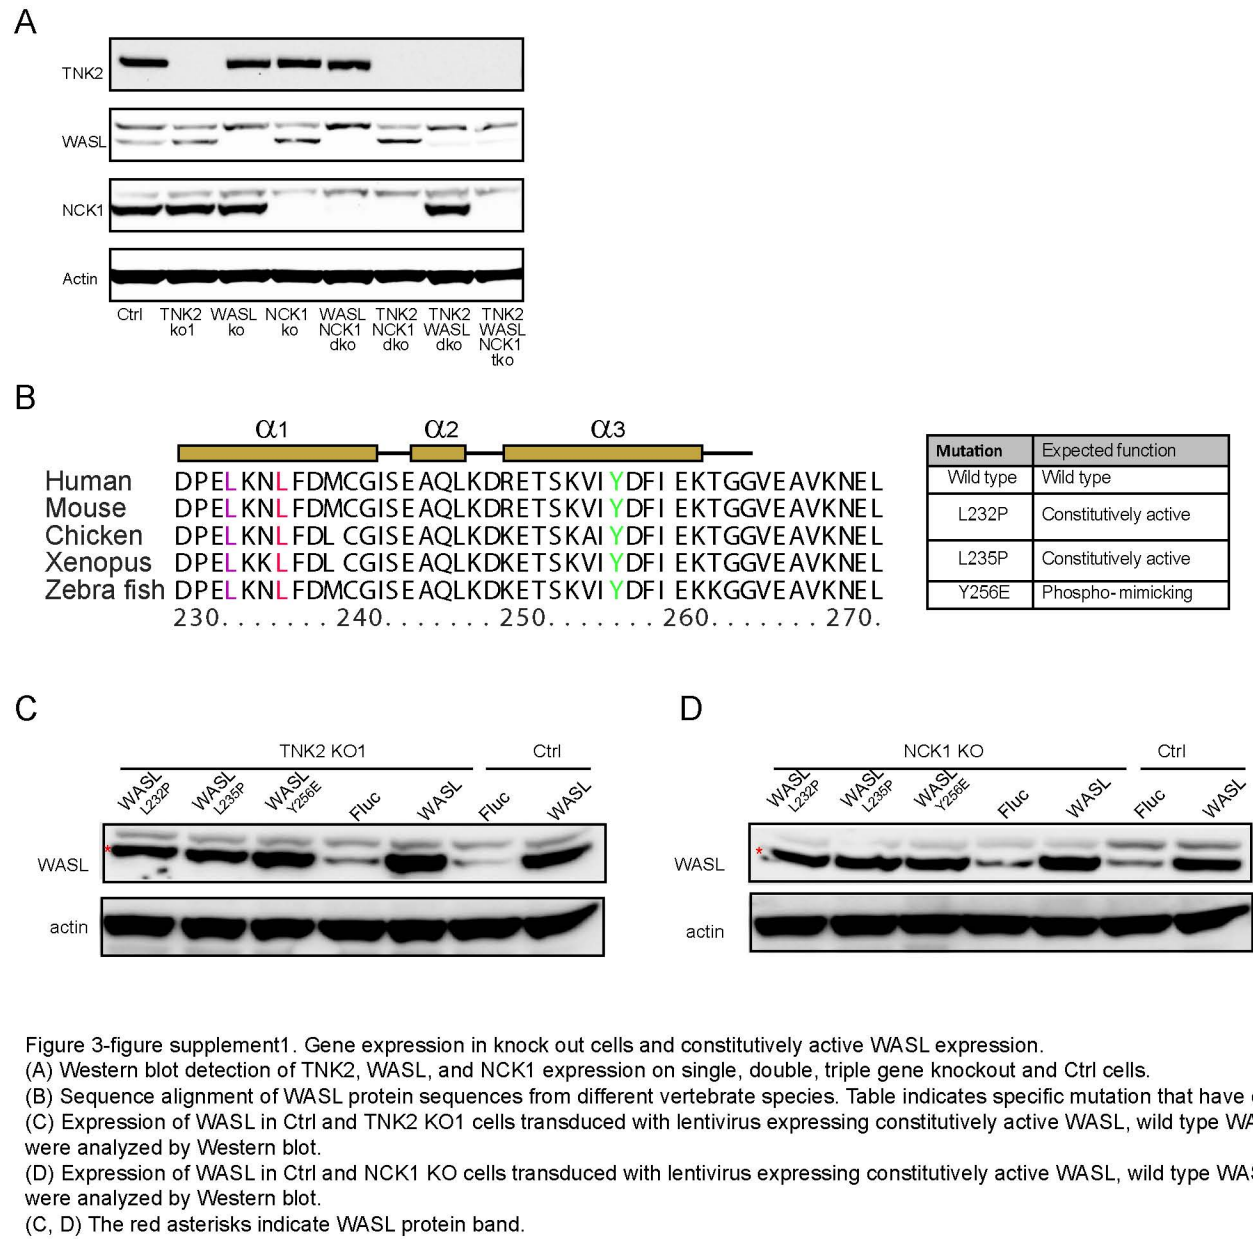 A
TNK2
WASL
NCK1
Actin
Ctrl TNK2 WASL NCK1 WASL TNK2 TNK2 TNK2
ko1 ko ko NCK1 NCK1 WASL WASL
dko dko dko NCK1
tko
B
α1 α2 α3
Human DPELKNLFDMCGISEAQLKDRETSKVIYDFIEKTGGVEAVKNEL
Mouse DPELKNLFDMCGISEAQLKDRETSKVIYDFIEKTGGVEAVKNEL
Chicken DPELKNLFDLCGISEAQLKDKETSKAIYDFIEKTGGVEAVKNEL
Xenopus DPELKKLFDLCGISEAQLKDKETSKVIYDFIEKTGGVEAVKNEL
Zebra fish DPELKNLFDMCGISEAQLKDKETSKVIYDFIEKKGGVEAVKNEL
230. . . . . . . 240. . . . . . . 250. . . . . . . 260. . . . . . . 270.
Mutation Expected function
Wild type Wild type
L232P Constitutively active
L235P Constitutively active
Y256E Phospho-mimicking
C
TNK2 KO1 Ctrl
WASL L232P WASL L235P WASL Y256E Fluc WASL Fluc WASL
*
WASL
actin
D
NCK1 KO Ctrl
WASL L232P WASL L235P WASL Y256E Fluc WASL Fluc WASL
*
WASL
actin
Figure 3-figure supplement1. Gene expression in knock out cells and constitutively active WASL expression.
(A) Western blot detection of TNK2, WASL, and NCK1 expression on single, double, triple gene knockout and Ctrl cells.
(B) Sequence alignment of WASL protein sequences from different vertebrate species. Table indicates specific mutation that have
(C) Expression of WASL in Ctrl and TNK2 KO1 cells transduced with lentivirus expressing constitutively active WASL, wild type
were analyzed by Western blot.
(D) Expression of WASL in Ctrl and NCK1 KO cells transduced with lentivirus expressing constitutively active WASL, wild type
were analyzed by Western blot.
(C, D) The red asterisks indicate WASL protein band.